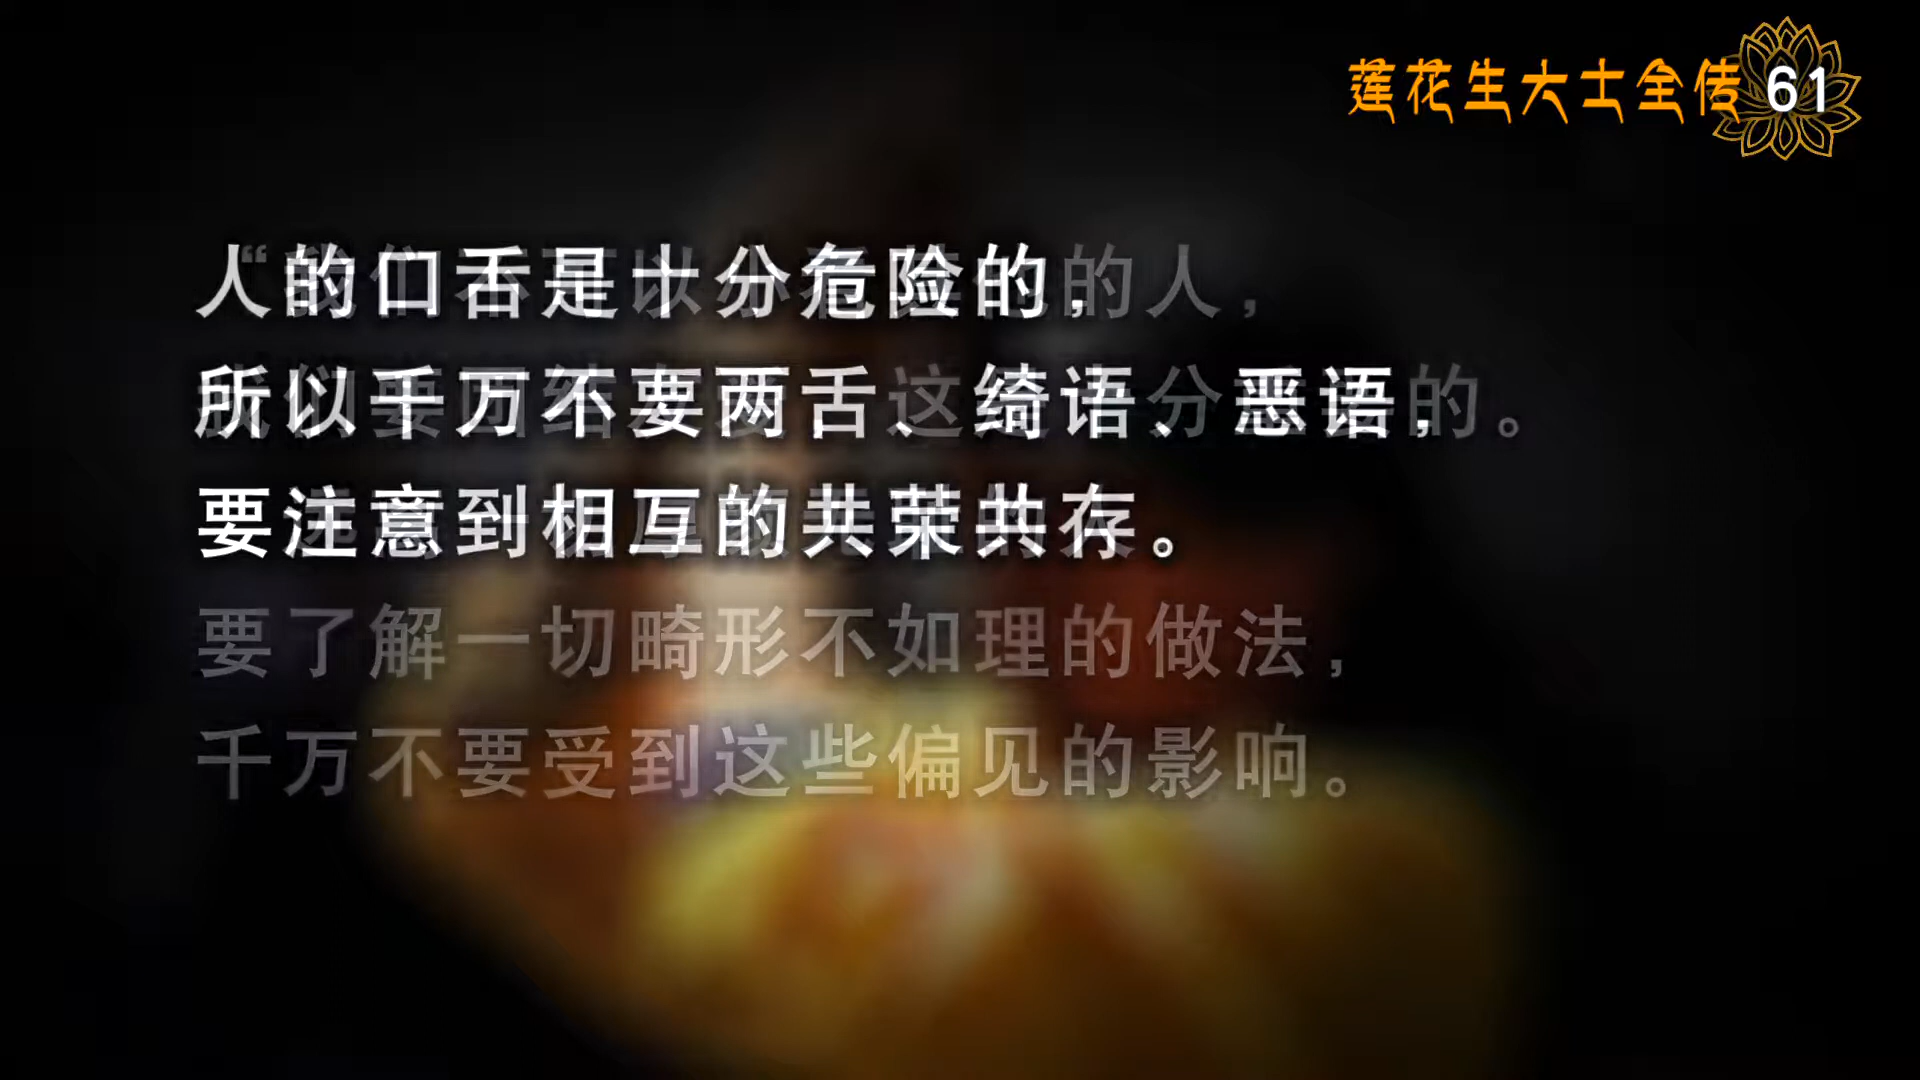 莲花生大士全传 61
人的口舌是十分危险的，
所以千万不要两舌、绮语、恶语，
要注意到相互的共荣共存。
要了解一切畸形不如理的做法，
千万不要受到这些偏见的影响。